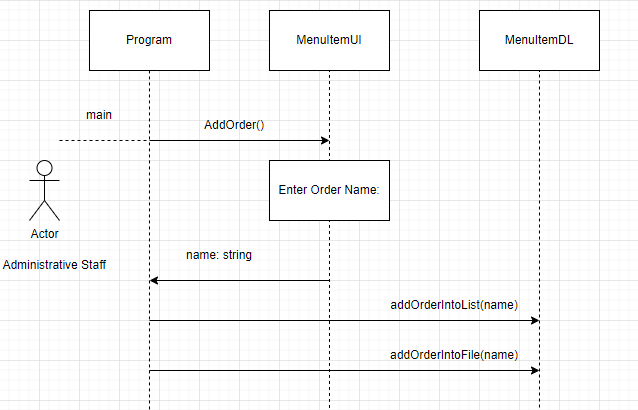 Program
MenuItemUI
MenuItemDL
main
AddOrder()
Enter Order Name:
Actor
Administrative Staff
name: string
addOrderIntoList(name)
addOrderIntoFile(name)